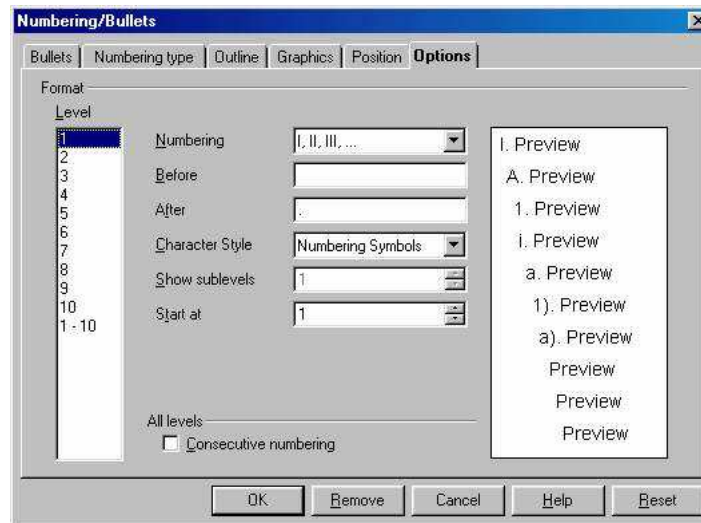 Numbering/Bullets
Bullets Numbering type Outline Graphics Position Options
Format
Level
1
2
3
4
5
6
7
8
9
10
1 - 10
Numbering I, II, III, ...
Before
After .
Character Style Numbering Symbols
Show sublevels 1
Start at 1
I. Preview
A. Preview
1. Preview
i. Preview
a. Preview
1). Preview
a). Preview
Preview
Preview
Preview
All levels
Consecutive numbering
OK Remove Cancel Help Reset